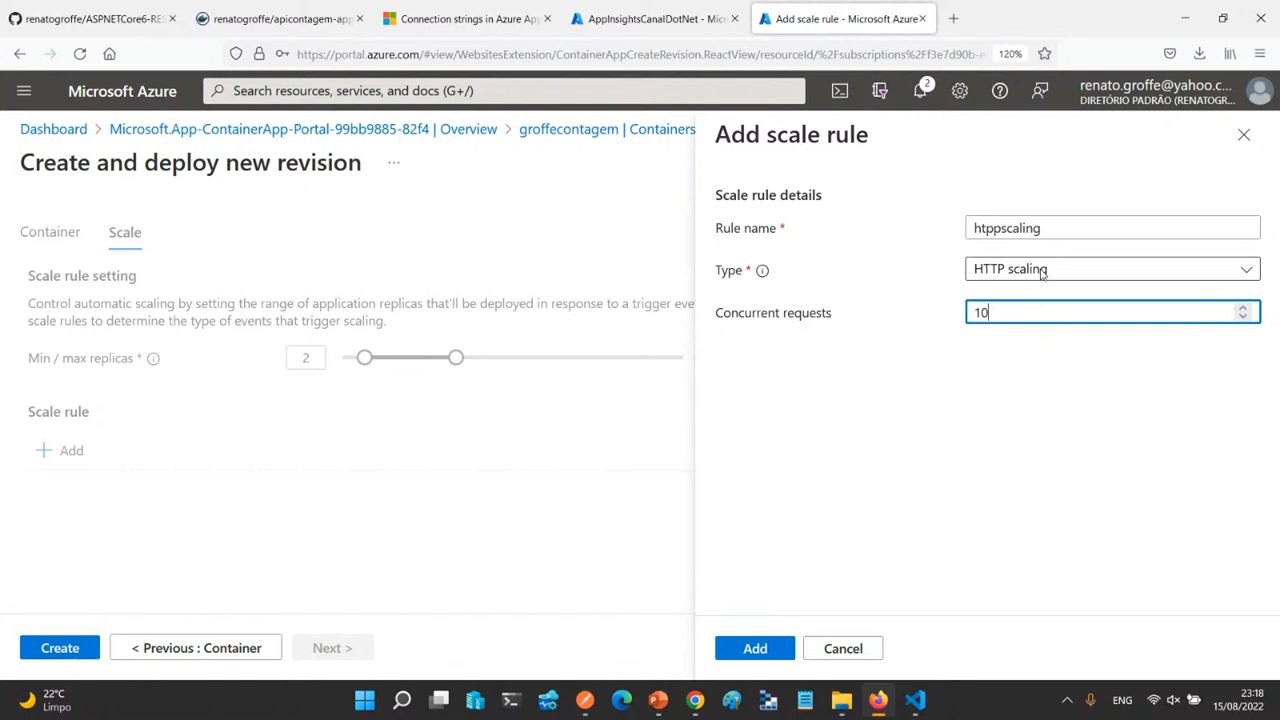 renatogroffe/ASPNETCore6-RES
renatogroffe/apicontagem-app
Connection strings in Azure App
AppInsightsCanalDotNet - Micr
Add scale rule - Microsoft Azure
https://portal.azure.com/#view/WebsitesExtension/ContainerAppCreateRevision.ReactView/resourceId/%2Fsubscriptions%2Ff3e7d90b-e
120%
Microsoft Azure
Search resources, services, and docs (G+/)
2
renato.groffe@yahoo.c...
DIRETÓRIO PADRÃO (RENATOGR...
Dashboard > Microsoft.App-ContainerApp-Portal-99bb9885-82f4 | Overview > groffecontagem | Containers
Create and deploy new revision ...
Container
Scale
Scale rule setting
Control automatic scaling by setting the range of application replicas that'll be deployed in response to a trigger eve
scale rules to determine the type of events that trigger scaling.
Min / max replicas *
2
Scale rule
Add
Create
< Previous : Container
Next >
Add scale rule
Scale rule details
Rule name *
htppscaling
Type *
HTTP scaling
Concurrent requests
10
Add
Cancel
22°C
Limpo
ENG
23:18
15/08/2022